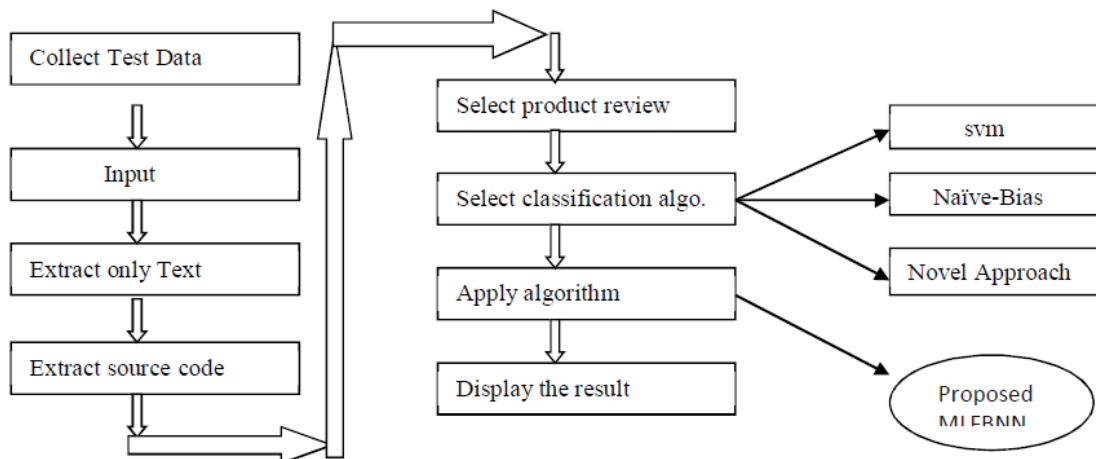 Collect Test Data
Input
Extract only Text
Extract source code
Select product review
Select classification algo.
Apply algorithm
Display the result
svm
Naïve-Bias
Novel Approach
Proposed
MLFBNN